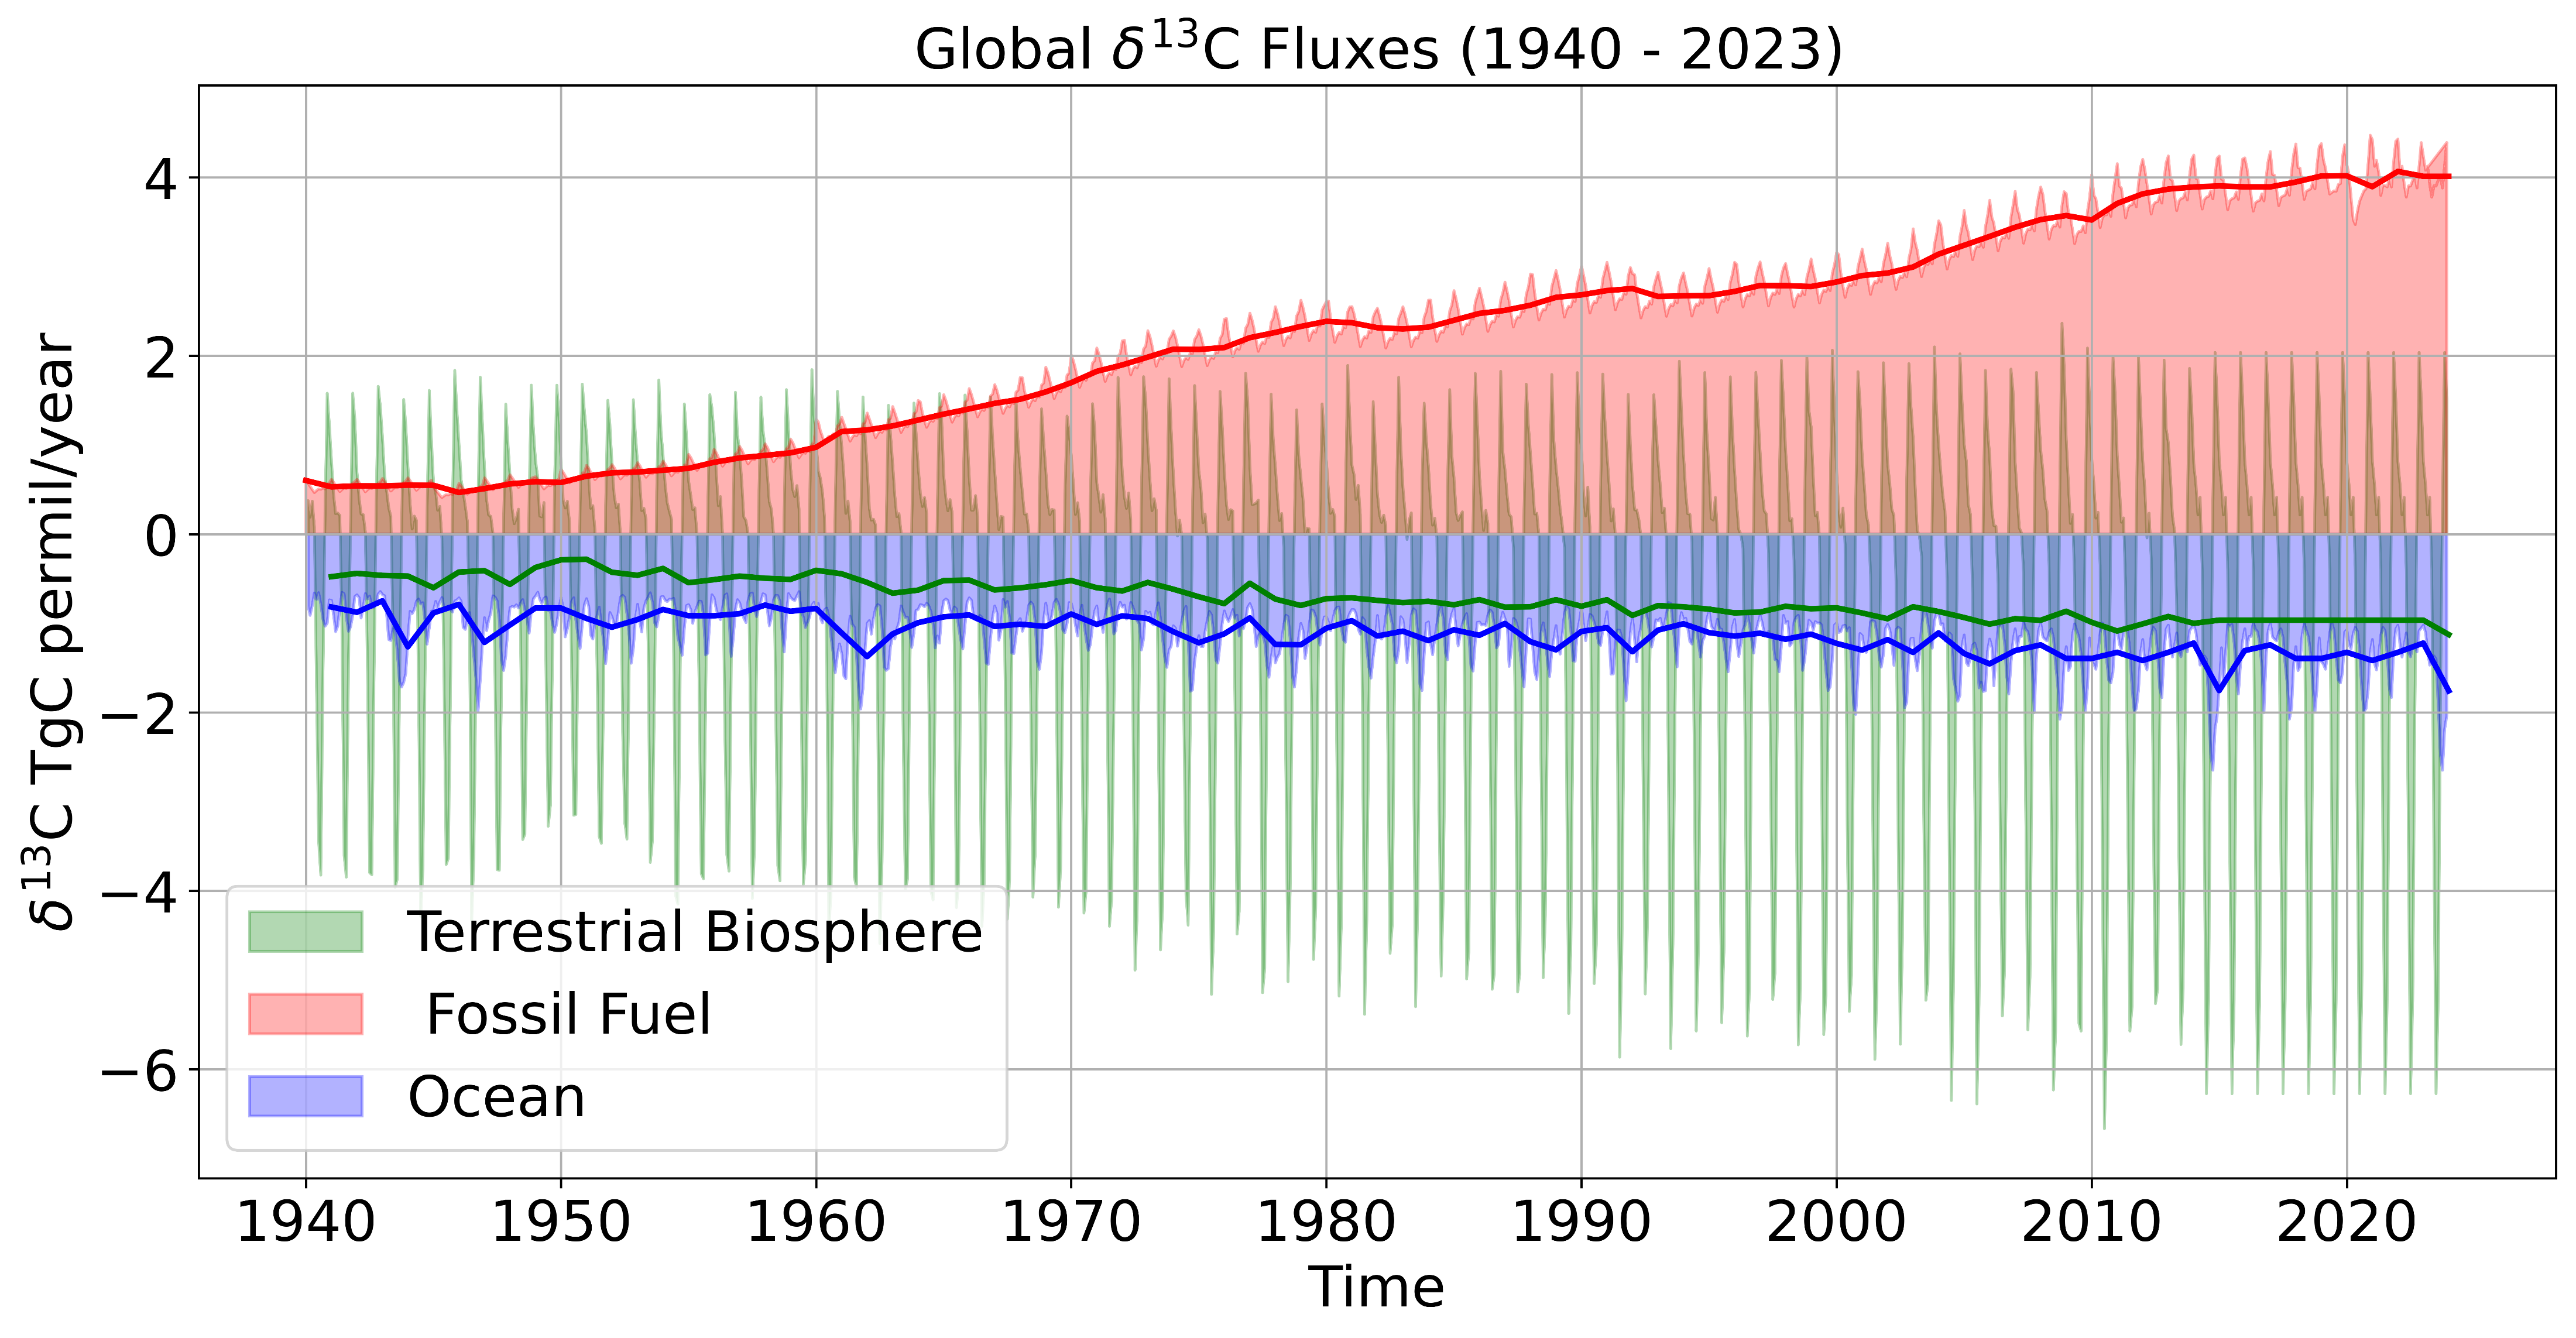 Global δ¹³C Fluxes (1940 - 2023)
δ¹³C TgC permil/year
4
2
0
−2
−4
−6
Terrestrial Biosphere
Fossil Fuel
Ocean
1940 1950 1960 1970 1980 1990 2000 2010 2020
Time